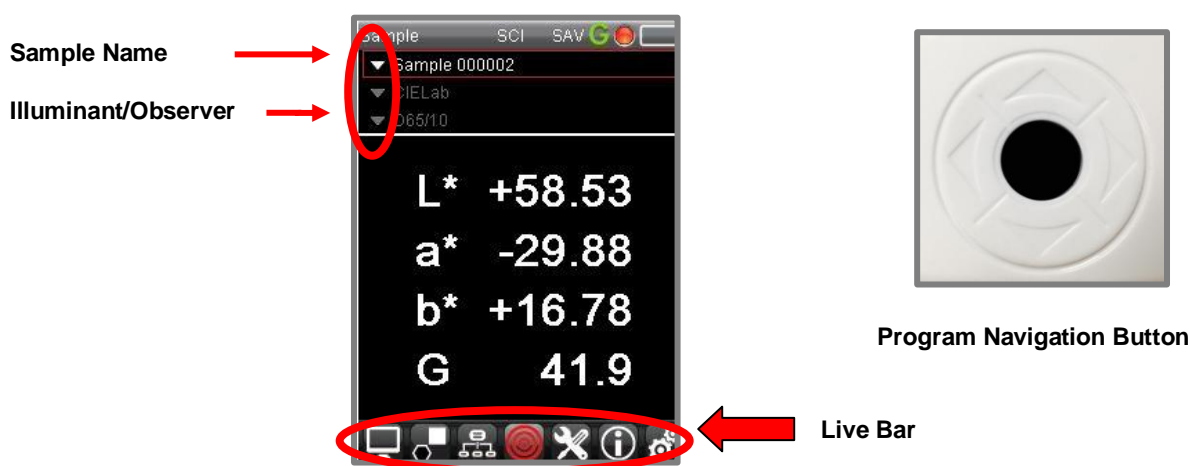 Sample SCI SAV G
Sample Name
Sample 000002
CIELab
Illuminant/Observer
D65/10
L* +58.53
a* -29.88
b* +16.78
G 41.9
Program Navigation Button
Live Bar